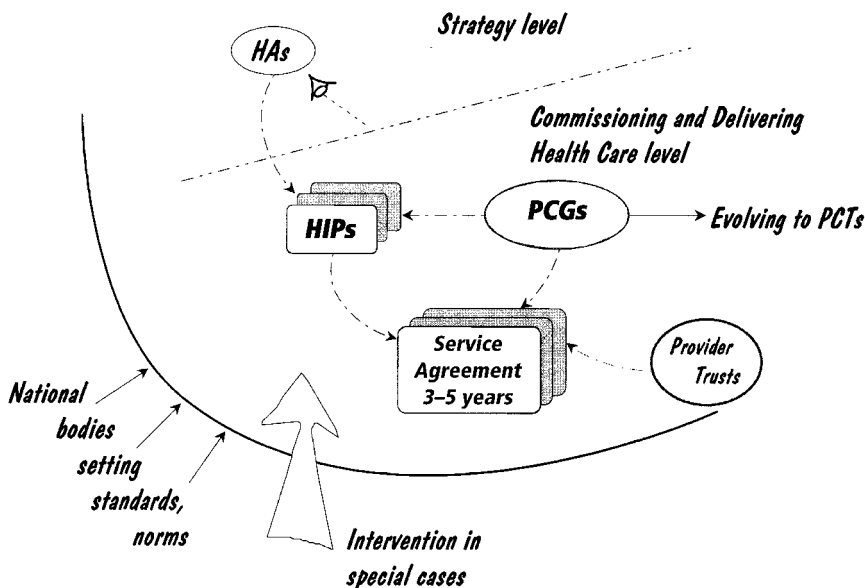 Strategy level
HAs
Commissioning and Delivering
Health Care level
HIPs
PCGs
Evolving to PCTs
Service
Agreement
3–5 years
Provider
Trusts
National
bodies
setting
standards,
norms
Intervention in
special cases